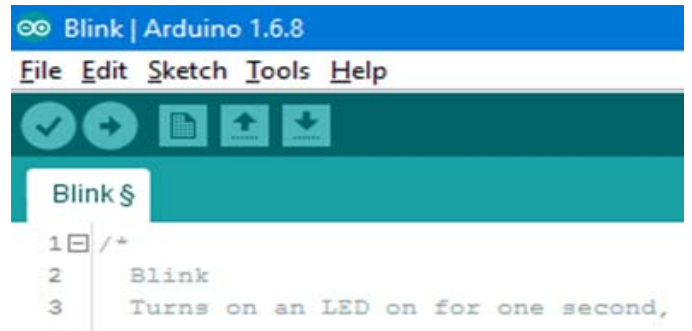 Blink | Arduino 1.6.8
File Edit Sketch Tools Help
Blink §
1 /*
2 Blink
3 Turns on an LED on for one second,